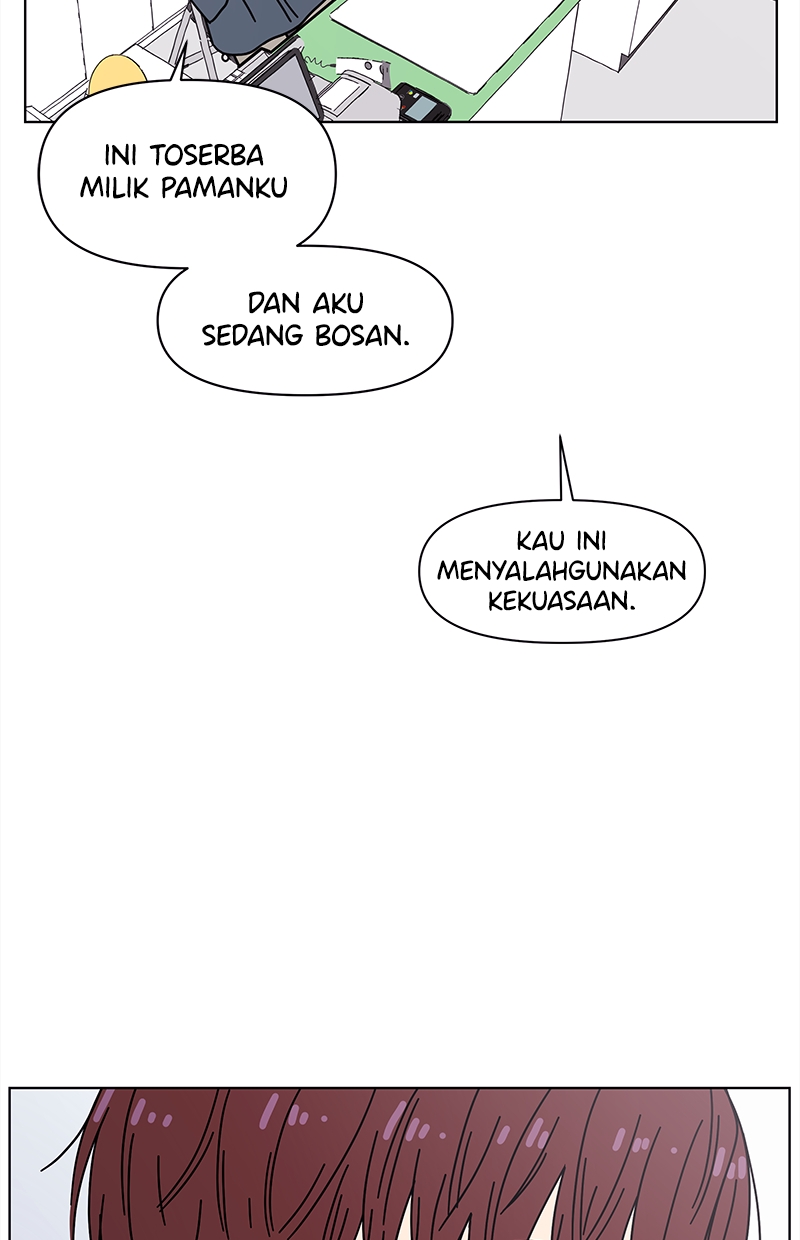 INI TOSERBA
MILIK PAMANKU
DAN AKU
SEDANG BOSAN.
KAU INI
MENYALAHGUNAKAN
KEKUASAAN.